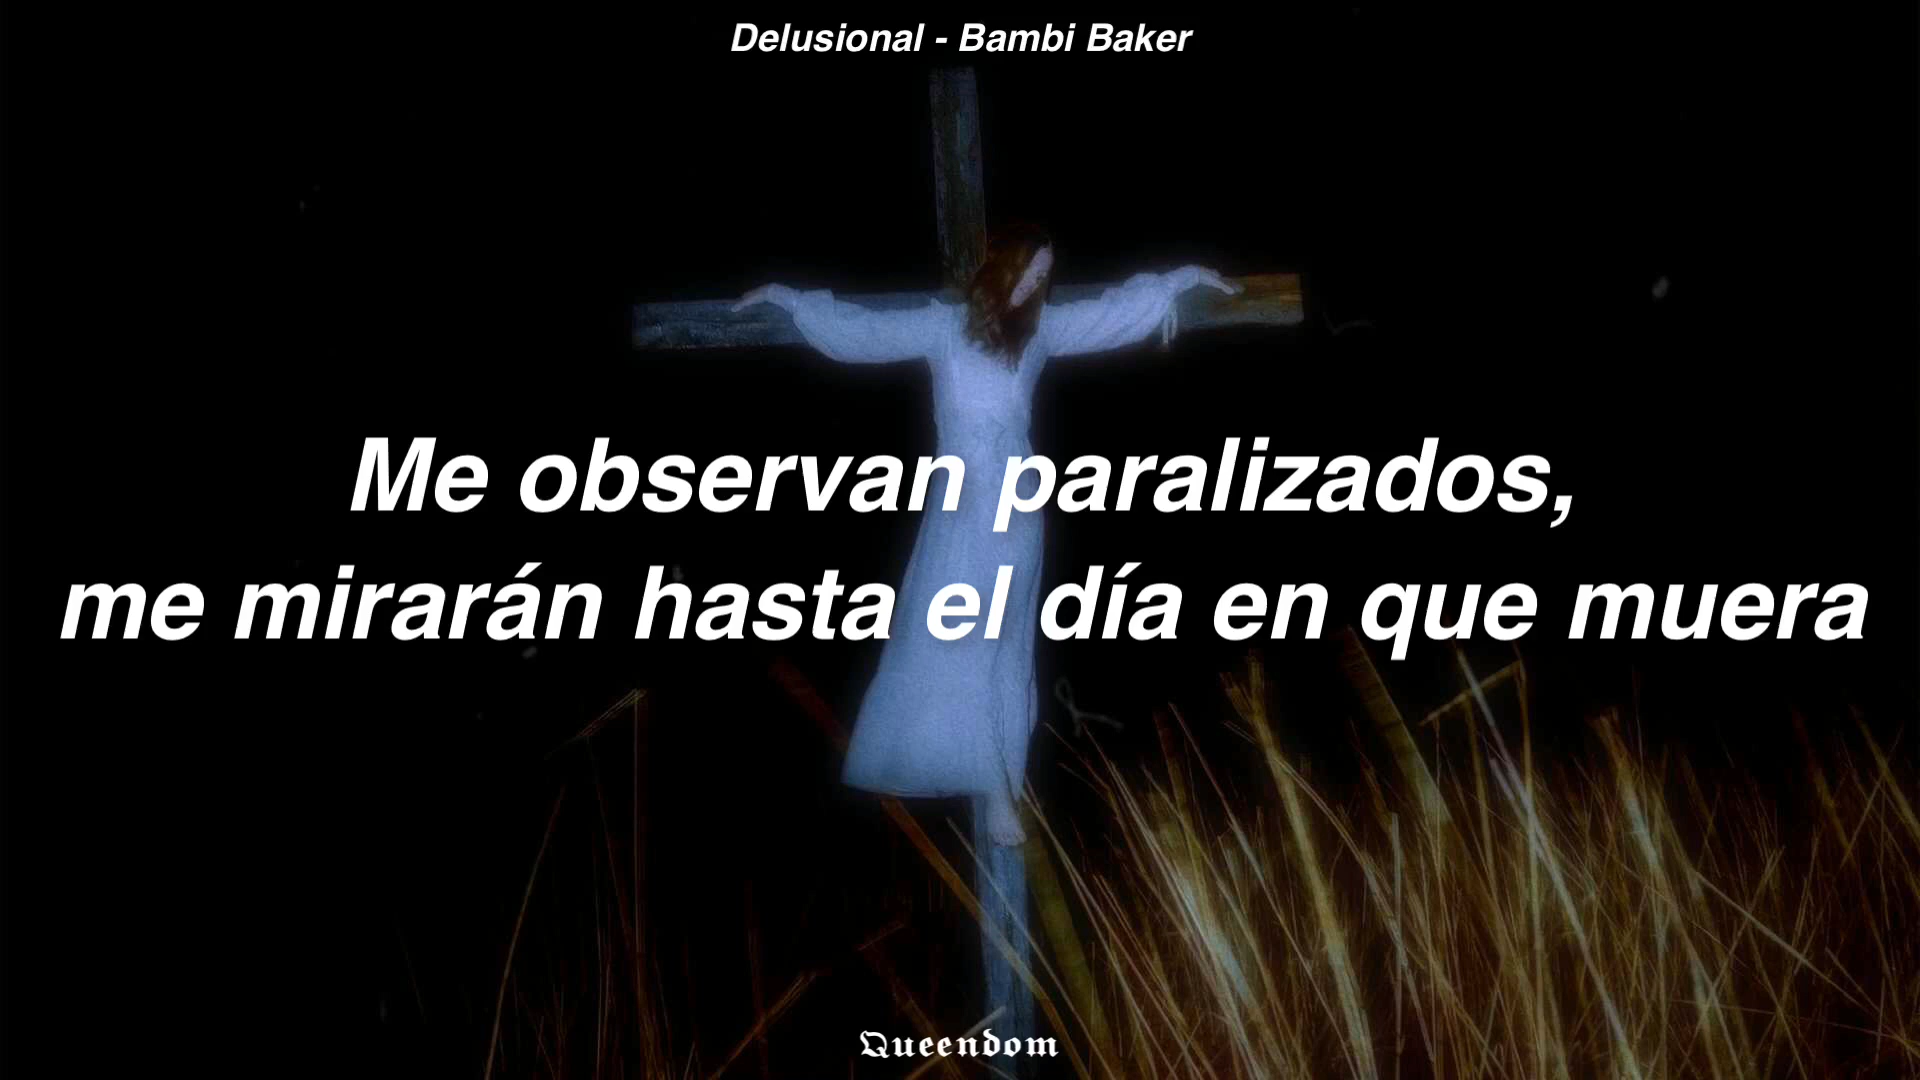 Delusional - Bambi Baker
Me observan paralizados,
me mirarán hasta el día en que muera
Queendom